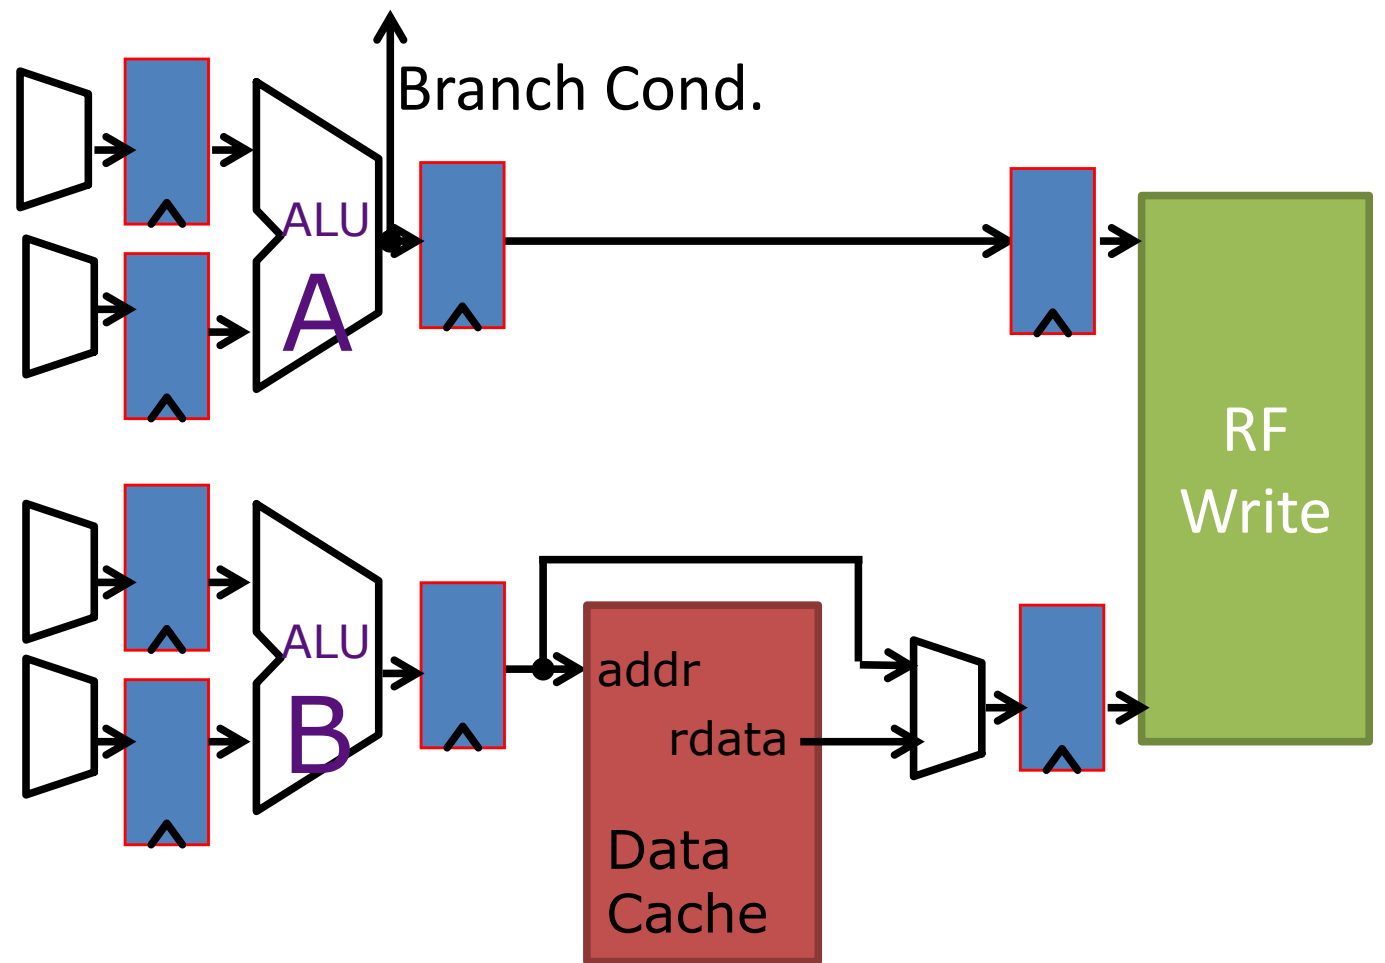 Branch Cond.
ALU
A
RF
Write
ALU
B
addr
rdata
Data
Cache